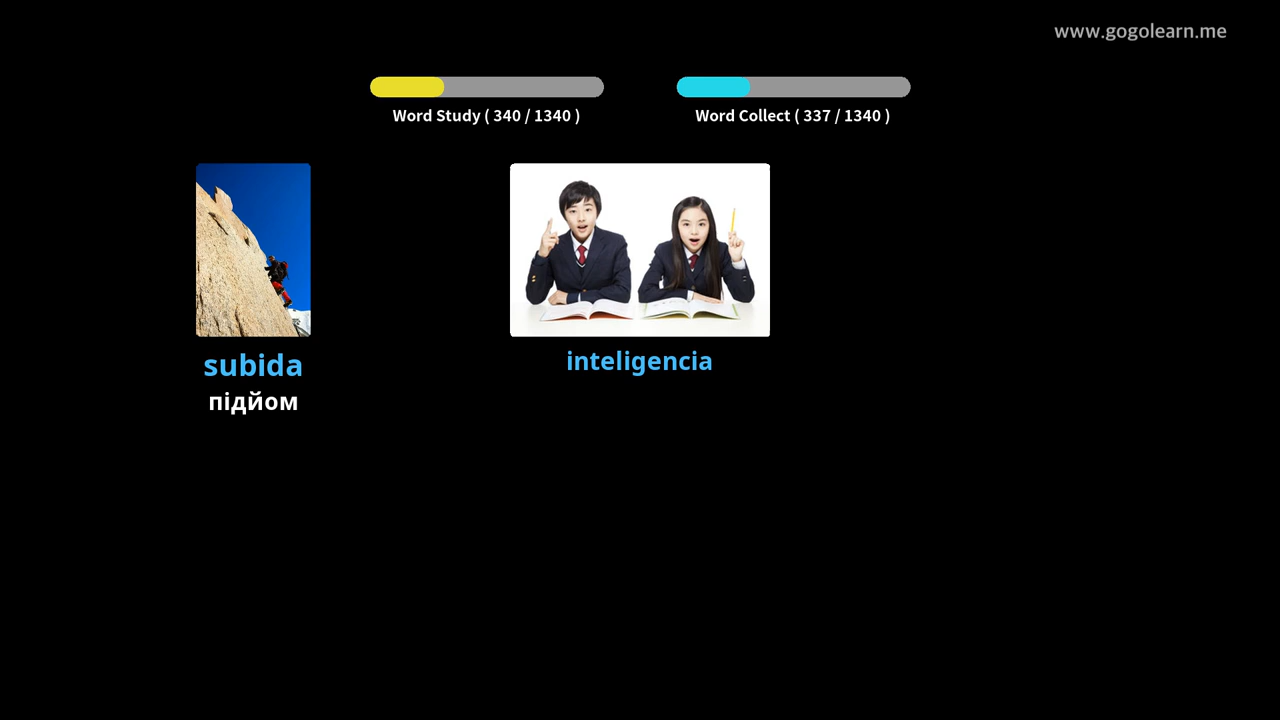 www.gogolearn.me
Word Study ( 340 / 1340 )
Word Collect ( 337 / 1340 )
subida
підйом
inteligencia